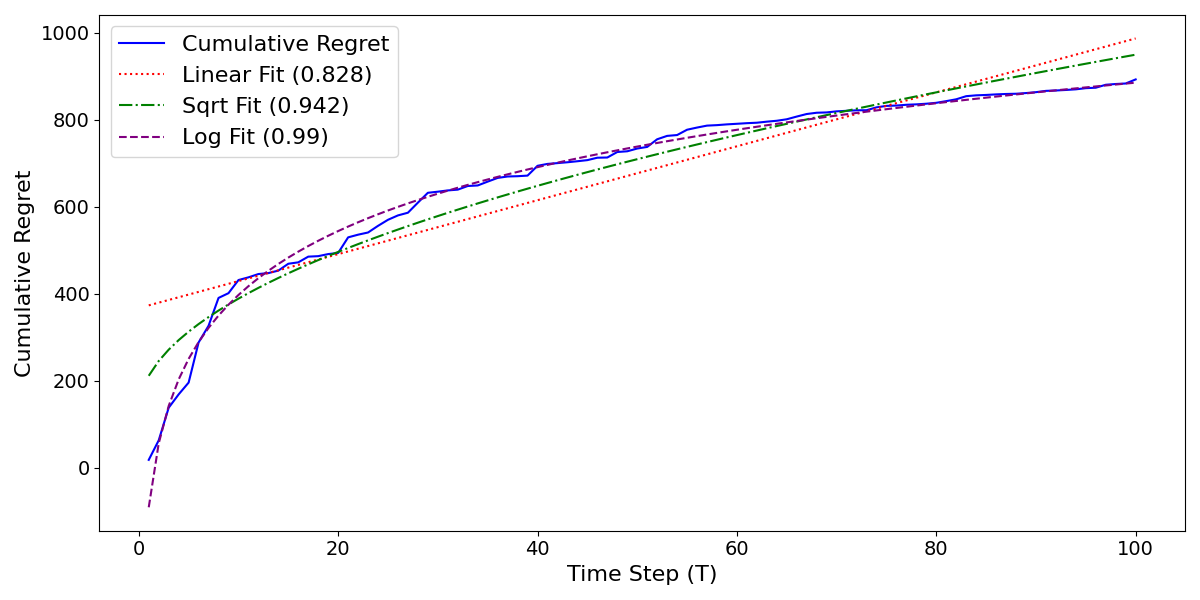 Cumulative Regret
Linear Fit (0.828)
Sqrt Fit (0.942)
Log Fit (0.99)
Cumulative Regret
1000
800
600
400
200
0
0 20 40 60 80 100
Time Step (T)